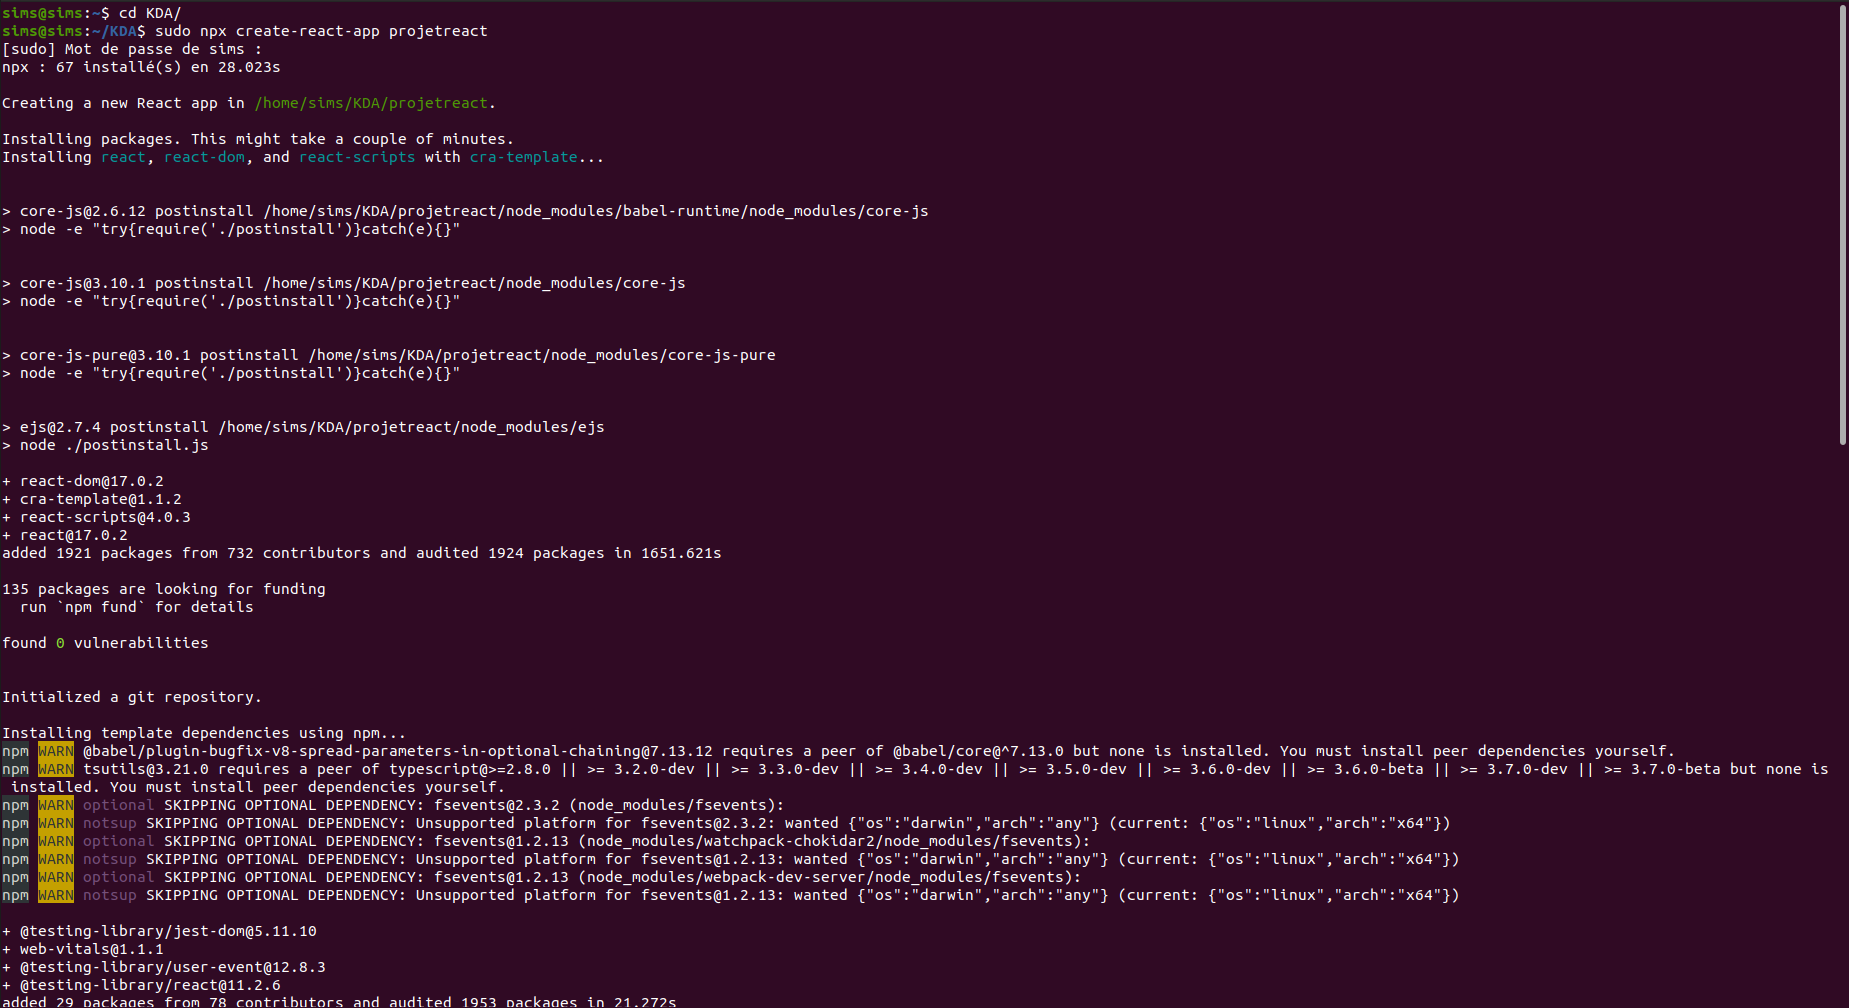 sims@sims:~$ cd KDA/
sims@sims:~/KDA$ sudo npx create-react-app projetreact
[sudo] Mot de passe de sims :
npx : 67 installé(s) en 28.023s
Creating a new React app in /home/sims/KDA/projetreact.
Installing packages. This might take a couple of minutes.
Installing react, react-dom, and react-scripts with cra-template...
> core-js@2.6.12 postinstall /home/sims/KDA/projetreact/node_modules/babel-runtime/node_modules/core-js
> node -e "try{require('./postinstall')}catch(e){}"
> core-js@3.10.1 postinstall /home/sims/KDA/projetreact/node_modules/core-js
> node -e "try{require('./postinstall')}catch(e){}"
> core-js-pure@3.10.1 postinstall /home/sims/KDA/projetreact/node_modules/core-js-pure
> node -e "try{require('./postinstall')}catch(e){}"
> ejs@2.7.4 postinstall /home/sims/KDA/projetreact/node_modules/ejs
> node ./postinstall.js
+ react-dom@17.0.2
+ cra-template@1.1.2
+ react-scripts@4.0.3
+ react@17.0.2
added 1921 packages from 732 contributors and audited 1924 packages in 1651.621s
135 packages are looking for funding
  run `npm fund` for details
found 0 vulnerabilities
Initialized a git repository.
Installing template dependencies using npm...
npm WARN @babel/plugin-bugfix-v8-spread-parameters-in-optional-chaining@7.13.12 requires a peer of @babel/core@^7.13.0 but none is installed. You must install peer dependencies yourself.
npm WARN tsutils@3.21.0 requires a peer of typescript@>=2.8.0 || >= 3.2.0-dev || >= 3.3.0-dev || >= 3.4.0-dev || >= 3.5.0-dev || >= 3.6.0-dev || >= 3.6.0-beta || >= 3.7.0-dev || >= 3.7.0-beta but none is
 installed. You must install peer dependencies yourself.
npm WARN optional SKIPPING OPTIONAL DEPENDENCY: fsevents@2.3.2 (node_modules/fsevents):
npm WARN notsup SKIPPING OPTIONAL DEPENDENCY: Unsupported platform for fsevents@2.3.2: wanted {"os":"darwin","arch":"any"} (current: {"os":"linux","arch":"x64"})
npm WARN optional SKIPPING OPTIONAL DEPENDENCY: fsevents@1.2.13 (node_modules/watchpack-chokidar2/node_modules/fsevents):
npm WARN notsup SKIPPING OPTIONAL DEPENDENCY: Unsupported platform for fsevents@1.2.13: wanted {"os":"darwin","arch":"any"} (current: {"os":"linux","arch":"x64"})
npm WARN optional SKIPPING OPTIONAL DEPENDENCY: fsevents@1.2.13 (node_modules/webpack-dev-server/node_modules/fsevents):
npm WARN notsup SKIPPING OPTIONAL DEPENDENCY: Unsupported platform for fsevents@1.2.13: wanted {"os":"darwin","arch":"any"} (current: {"os":"linux","arch":"x64"})
+ @testing-library/jest-dom@5.11.10
+ web-vitals@1.1.1
+ @testing-library/user-event@12.8.3
+ @testing-library/react@11.2.6
added 29 packages from 78 contributors and audited 1953 packages in 21.272s